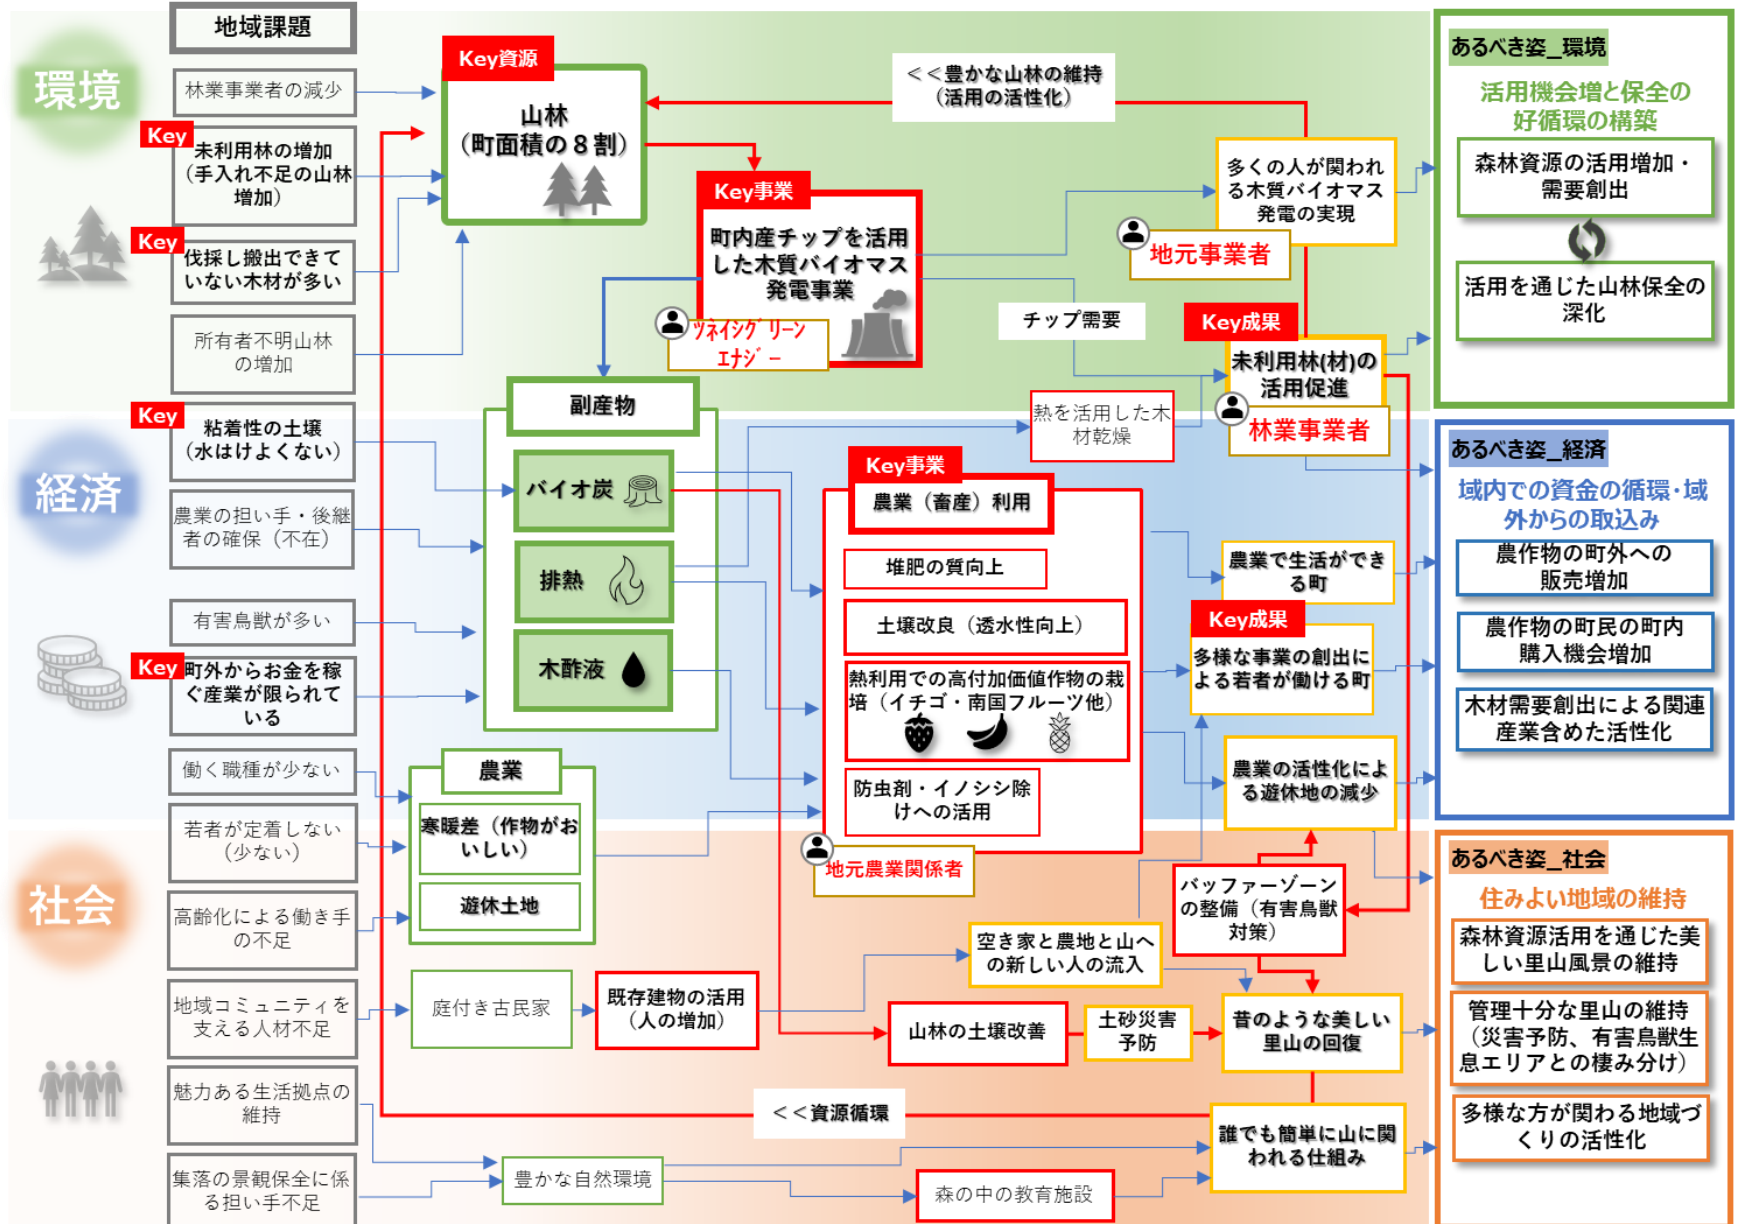 地域課題
環境
林業事業者の減少
Key
未利用林の増加
（手入れ不足の山林
増加）
Key
伐採し搬出できて
いない木材が多い
所有者不明山林
の増加
経済
Key
粘着性の土壌
（水はけよくない）
農業の担い手・後継
者の確保（不在）
有害鳥獣が多い
Key
町外からお金を稼
ぐ産業が限られて
いる
働く職種が少ない
社会
若者が定着しない
（少ない）
高齢化による働き手
の不足
地域コミュニティを
支える人材不足
魅力ある生活拠点の
維持
集落の景観保全に係
る担い手不足
Key資源
山林
（町面積の８割）
<<豊かな山林の維持
（活用の活性化）
Key事業
町内産チップを活用
した木質バイオマス
発電事業
ﾂﾈｲｼｸﾞﾘｰﾝ
ｴﾅｼﾞｰ
多くの人が関われ
る木質バイオマス
発電の実現
地元事業者
チップ需要
Key成果
未利用林(材)の
活用促進
林業事業者
副産物
バイオ炭
排熱
木酢液
熱を活用した木
材乾燥
Key事業
農業（畜産）利用
堆肥の質向上
土壌改良（透水性向上）
熱利用での高付加価値作物の栽
培（イチゴ・南国フルーツ他）
防虫剤・イノシシ除
けへの活用
地元農業関係者
農業で生活ができ
る町
Key成果
多様な事業の創出に
よる若者が働ける町
農業の活性化によ
る遊休地の減少
農業
寒暖差（作物がお
いしい）
遊休土地
バッファーゾーン
の整備（有害鳥獣
対策）
空き家と農地と山へ
の新しい人の流入
庭付き古民家
既存建物の活用
（人の増加）
山林の土壌改善
土砂災害
予防
昔のような美しい
里山の回復
<<資源循環
誰でも簡単に山に関
われる仕組み
豊かな自然環境
森の中の教育施設
あるべき姿_環境
活用機会増と保全の
好循環の構築
森林資源の活用増加・
需要創出
活用を通じた山林保全の
深化
あるべき姿_経済
域内での資金の循環・域
外からの取込み
農作物の町外への
販売増加
農作物の町民の町内
購入機会増加
木材需要創出による関連
産業含めた活性化
あるべき姿_社会
住みよい地域の維持
森林資源活用を通じた美
しい里山風景の維持
管理十分な里山の維持
（災害予防、有害鳥獣生
息エリアとの棲み分け）
多様な方が関わる地域づ
くりの活性化